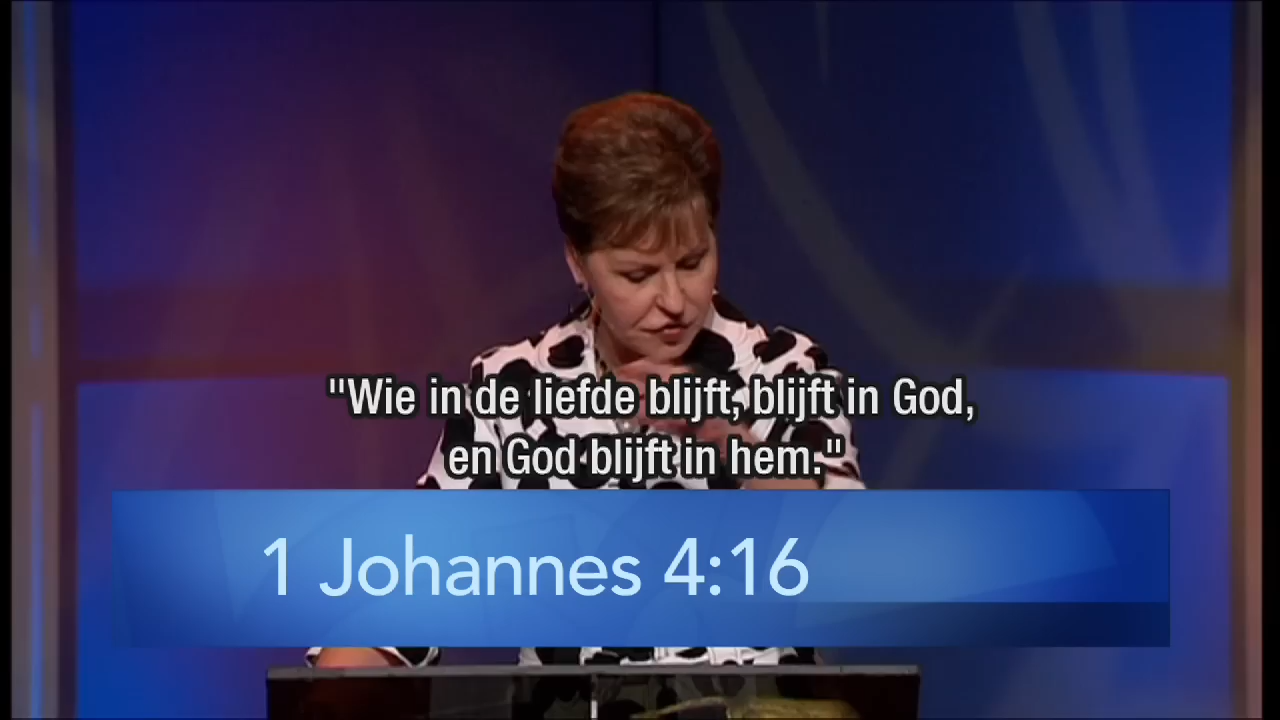 "Wie in de liefde blijft, blijft in God,
en God blijft in hem."
1 Johannes 4:16